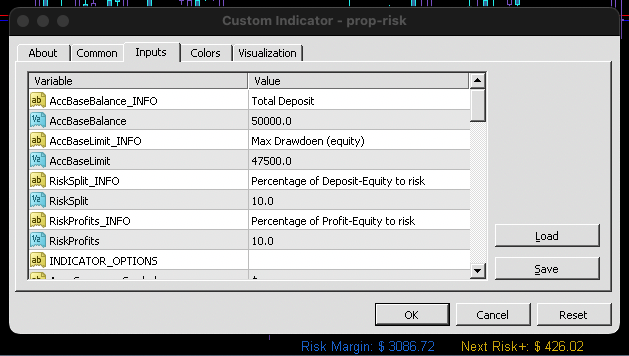 Custom Indicator - prop-risk
About Common Inputs Colors Visualization
Variable Value
ab AccBaseBalance_INFO Total Deposit
V2 AccBaseBalance 50000.0
ab AccBaseLimit_INFO Max Drawdoen (equity)
V2 AccBaseLimit 47500.0
ab RiskSplit_INFO Percentage of Deposit-Equity to risk
V2 RiskSplit 10.0
ab RiskProfits_INFO Percentage of Profit-Equity to risk
V2 RiskProfits 10.0
ab INDICATOR_OPTIONS
Load
Save
OK Cancel Reset
Risk Margin: $ 3086.72 Next Risk+: $ 426.02